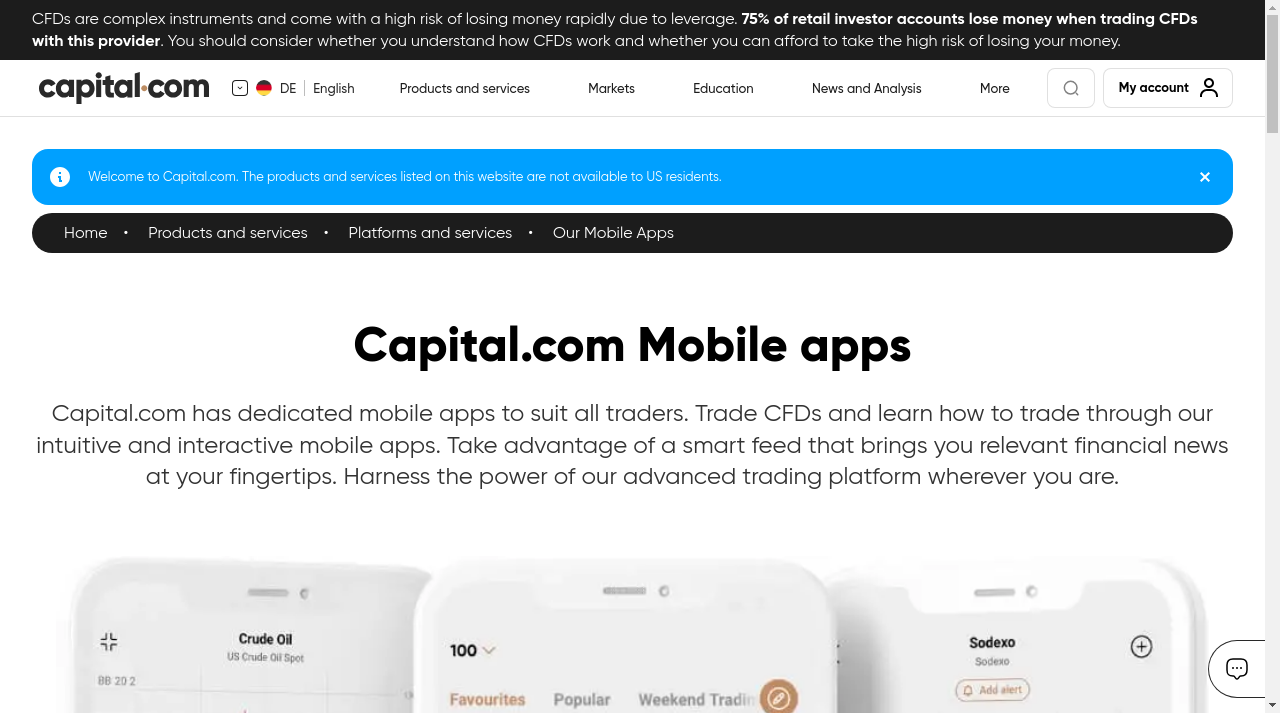 CFDs are complex instruments and come with a high risk of losing money rapidly due to leverage. 75% of retail investor accounts lose money when trading CFDs
with this provider. You should consider whether you understand how CFDs work and whether you can afford to take the high risk of losing your money.
capital.com DE English Products and services Markets Education News and Analysis More My account
Welcome to Capital.com. The products and services listed on this website are not available to US residents.
Home • Products and services • Platforms and services • Our Mobile Apps
Capital.com Mobile apps
Capital.com has dedicated mobile apps to suit all traders. Trade CFDs and learn how to trade through our
intuitive and interactive mobile apps. Take advantage of a smart feed that brings you relevant financial news
at your fingertips. Harness the power of our advanced trading platform wherever you are.
Crude Oil
US Crude Oil Spot
BB 20 2
100
Favourites Popular Weekend Tradin
Sodexo
Sodexo
Add alert